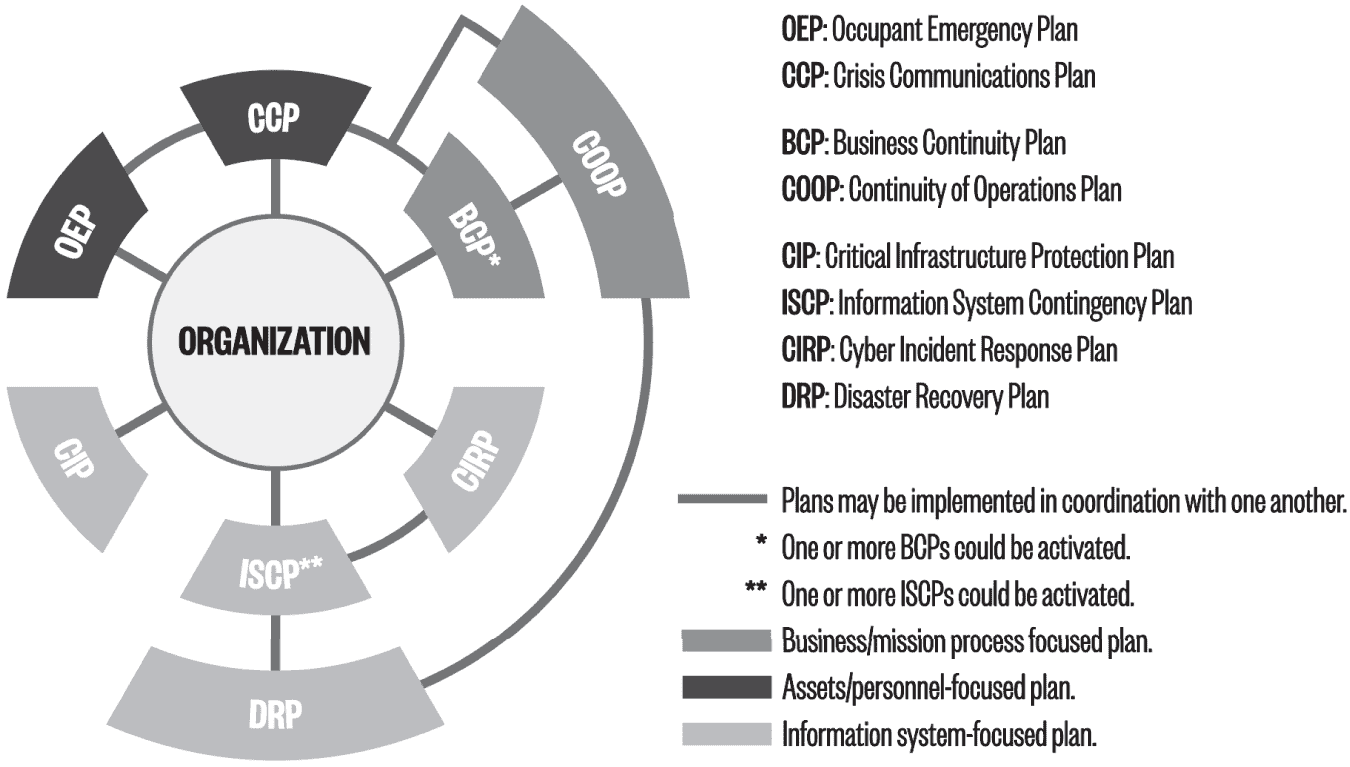 CCP
OEP
BCP*
COOP
ORGANIZATION
CIP
CIRP
ISCP**
DRP
OEP: Occupant Emergency Plan
CCP: Crisis Communications Plan
BCP: Business Continuity Plan
COOP: Continuity of Operations Plan
CIP: Critical Infrastructure Protection Plan
ISCP: Information System Contingency Plan
CIRP: Cyber Incident Response Plan
DRP: Disaster Recovery Plan
Plans may be implemented in coordination with one another.
* One or more BCPs could be activated.
** One or more ISCPs could be activated.
Business/mission process focused plan.
Assets/personnel-focused plan.
Information system-focused plan.